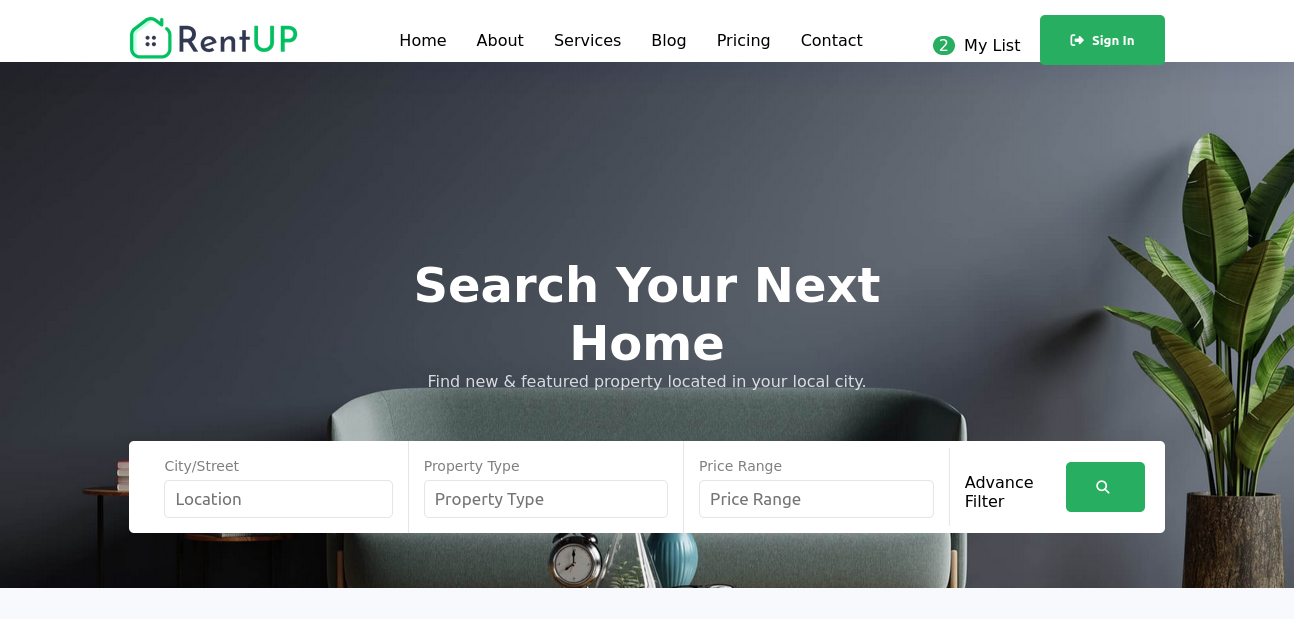 RentUP
Home
About
Services
Blog
Pricing
Contact
2 My List
Sign In
Search Your Next
Home
Find new & featured property located in your local city.
City/Street
Location
Property Type
Property Type
Price Range
Price Range
Advance
Filter